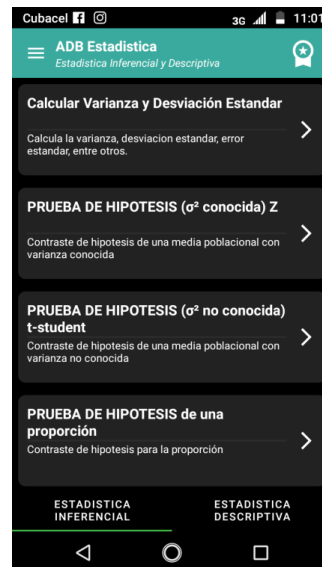 Cubacel 3G 11:01
ADB Estadistica
Estadistica Inferencial y Descriptiva
Calcular Varianza y Desviación Estandar
Calcula la varianza, desviacion estandar, error
estandar, entre otros.
PRUEBA DE HIPOTESIS (σ² conocida) Z
Contraste de hipotesis de una media poblacional con
varianza conocida
PRUEBA DE HIPOTESIS (σ² no conocida)
t-student
Contraste de hipotesis de una media poblacional con
varianza no conocida
PRUEBA DE HIPOTESIS de una
proporción
Contraste de hipotesis para la proporción
ESTADISTICA
INFERENCIAL
ESTADISTICA
DESCRIPTIVA